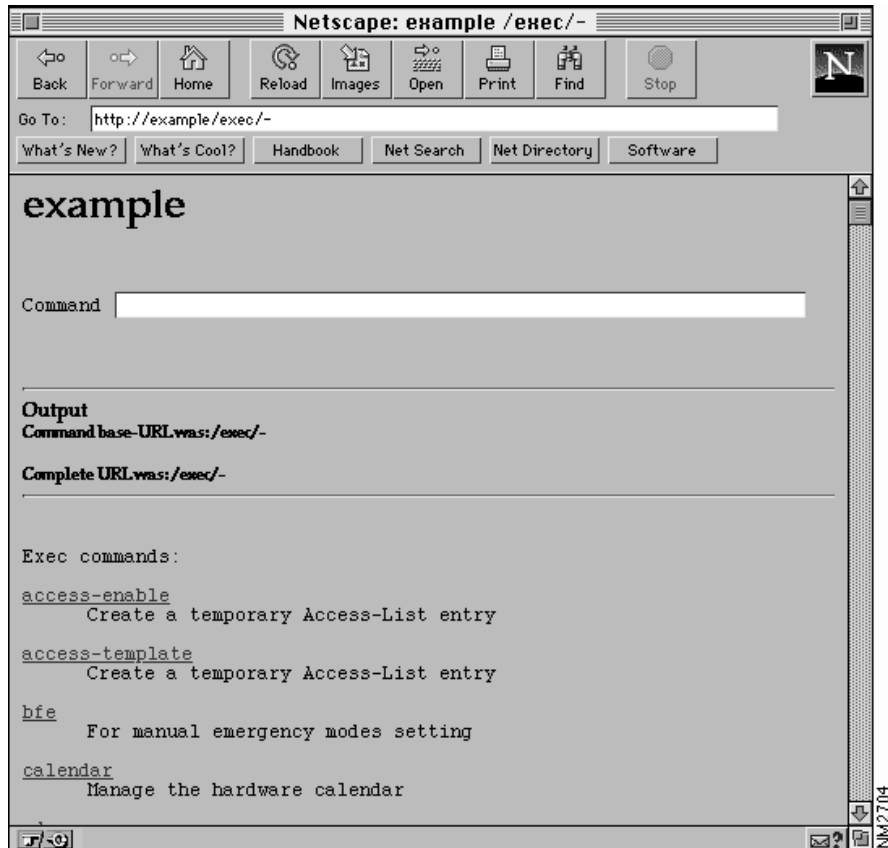 Netscape: example /exec/-
Back Forward Home Reload Images Open Print Find Stop
N
Go To: http://example/exec/-
What's New? What's Cool? Handbook Net Search Net Directory Software
example
Command
Output
Command base-URL was: /exec/-
Complete URL was: /exec/-
Exec commands:
access-enable
Create a temporary Access-List entry
access-template
Create a temporary Access-List entry
bfe
For manual emergency modes setting
calendar
Manage the hardware calendar
?
NM2704